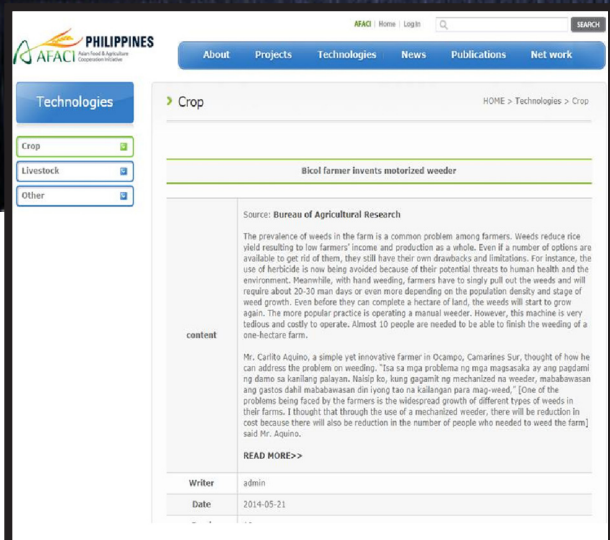 AFACI | Home | Login
SEARCH
AFACI
PHILIPPINES
Asian Food & Agriculture
Cooperation Initiative
About Projects Technologies News Publications Net work
Technologies
Crop
Livestock
Other
Crop
HOME > Technologies > Crop
Bicol farmer invents motorized weeder
content
Source: Bureau of Agricultural Research
The prevalence of weeds in the farm is a common problem among farmers. Weeds reduce rice
yield resulting to low farmers' income and production as a whole. Even if a number of options are
available to get rid of them, they still have their own drawbacks and limitations. For instance, the
use of herbicide is now being avoided because of their potential threats to human health and the
environment. Meanwhile, with hand weeding, farmers have to singly pull out the weeds and will
require about 20-30 man days or even more depending on the population density and stage of
weed growth. Even before they can complete a hectare of land, the weeds will start to grow
again. The more popular practice is operating a manual weeder. However, this machine is very
tedious and costly to operate. Almost 10 people are needed to be able to finish the weeding of a
one-hectare farm.
Mr. Carlito Aquino, a simple yet innovative farmer in Ocampo, Camarines Sur, thought of how he
can address the problem on weeding. "Isa sa mga problema ng mga magsasaka ay ang pagdami
ng damo sa kanilang palayan. Naisip ko, kung gagamit ng mechanized na weeder, mababawasan
ang gastos dahil mababawasan din iyong tao na kailangan para mag-weed," [One of the
problems being faced by the farmers is the widespread growth of different types of weeds in
their farms. I thought that through the use of a mechanized weeder, there will be reduction in
cost because there will also be reduction in the number of people who needed to weed the farm]
said Mr. Aquino.
READ MORE>>
Writer admin
Date 2014-05-21